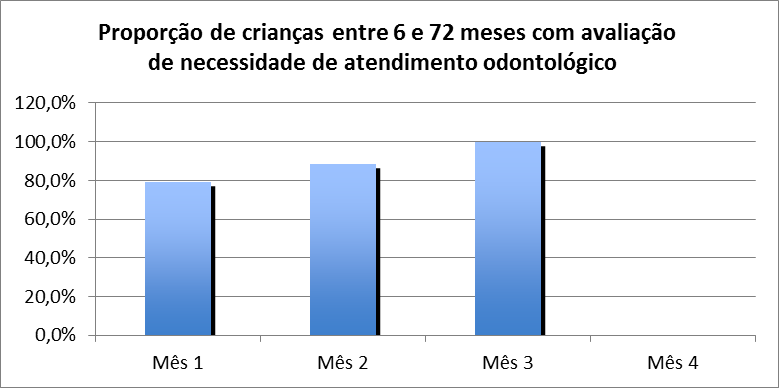 Proporção de crianças entre 6 e 72 meses com avaliação
de necessidade de atendimento odontológico
120,0%
100,0%
80,0%
60,0%
40,0%
20,0%
0,0%
Mês 1
Mês 2
Mês 3
Mês 4